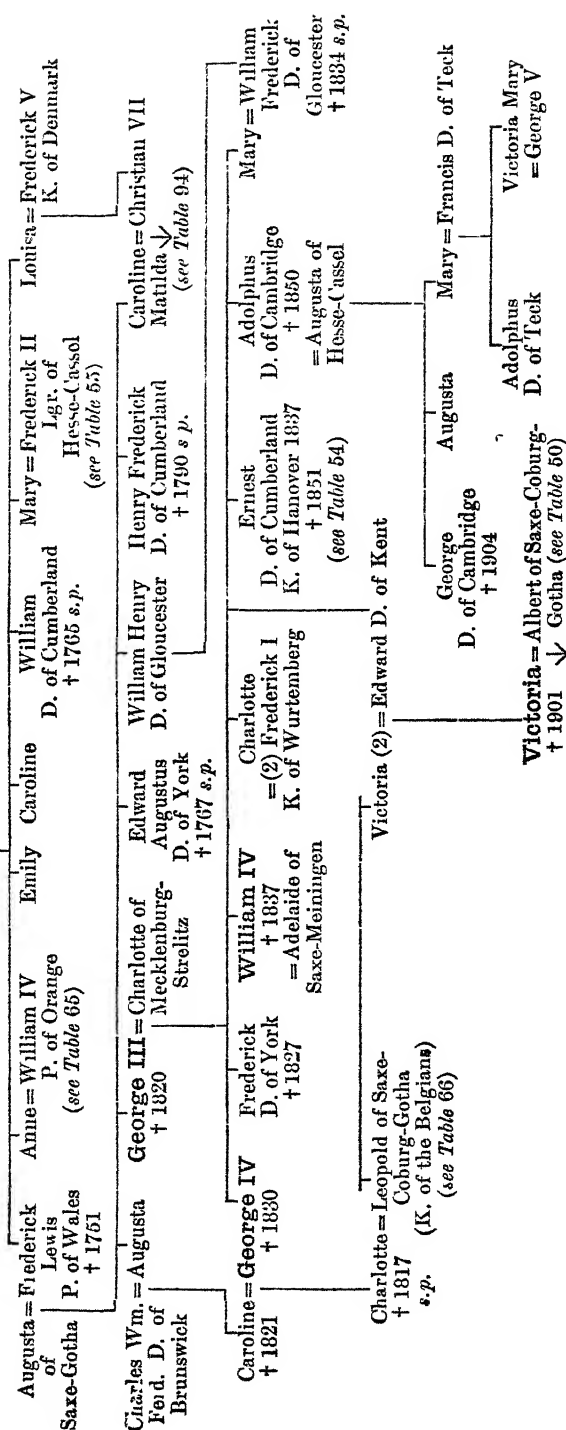 Augusta = Frederick
of Lewis
Saxe-Gotha P. of Wales
† 1751
Anne = William IV
P. of Orange
(see Table 65)
Emily
Caroline
William
D. of Cumberland
† 1765 s.p.
Mary = Frederick II
Lgr. of
Hesse-Cassel
(see Table 55)
Louisa = Frederick V
K. of Denmark
Charles Wm. = Augusta
Ferd. D. of
Brunswick
George III = Charlotte of
† 1820 Mecklenburg-
Strelitz
Edward
Augustus
D. of York
† 1767 s.p.
William Henry
D. of Gloucester
Henry Frederick
D. of Cumberland
† 1790 s p.
Caroline = Christian VII
Matilda
(see Table 94)
Caroline = George IV
† 1821 † 1830
Frederick
D. of York
† 1827
William IV
† 1837
= Adelaide of
Saxe-Meiningen
Charlotte
= (2) Frederick I
K. of Wurtemberg
Ernest
D. of Cumberland
K. of Hanover 1837
† 1851
(see Table 54)
Adolphus
D. of Cambridge
† 1850
= Augusta of
Hesse-Cassel
Mary = William
Frederick
D. of
Gloucester
† 1834 s.p.
Charlotte = Leopold of Saxe-
† 1817 Coburg-Gotha
s.p. (K. of the Belgians)
(see Table 66)
Victoria (2) = Edward D. of Kent
George
D. of Cambridge
† 1904
Augusta
Mary = Francis D. of Teck
Victoria = Albert of Saxe-Coburg-
† 1901 Gotha (see Table 50)
Adolphus
D. of Teck
Victoria Mary
= George V